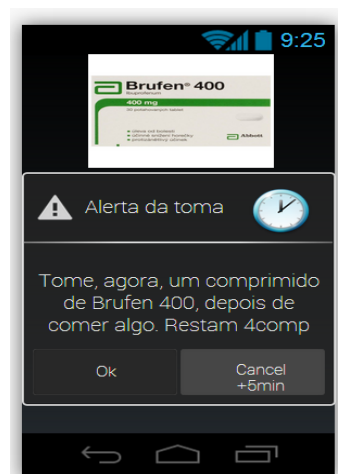 9:25
Brufen® 400
Ibuprofenum
400 mg
Abbott
Alerta da toma
Tome, agora, um comprimido
de Brufen 400, depois de
comer algo. Restam 4comp
Ok
Cancel
+5min